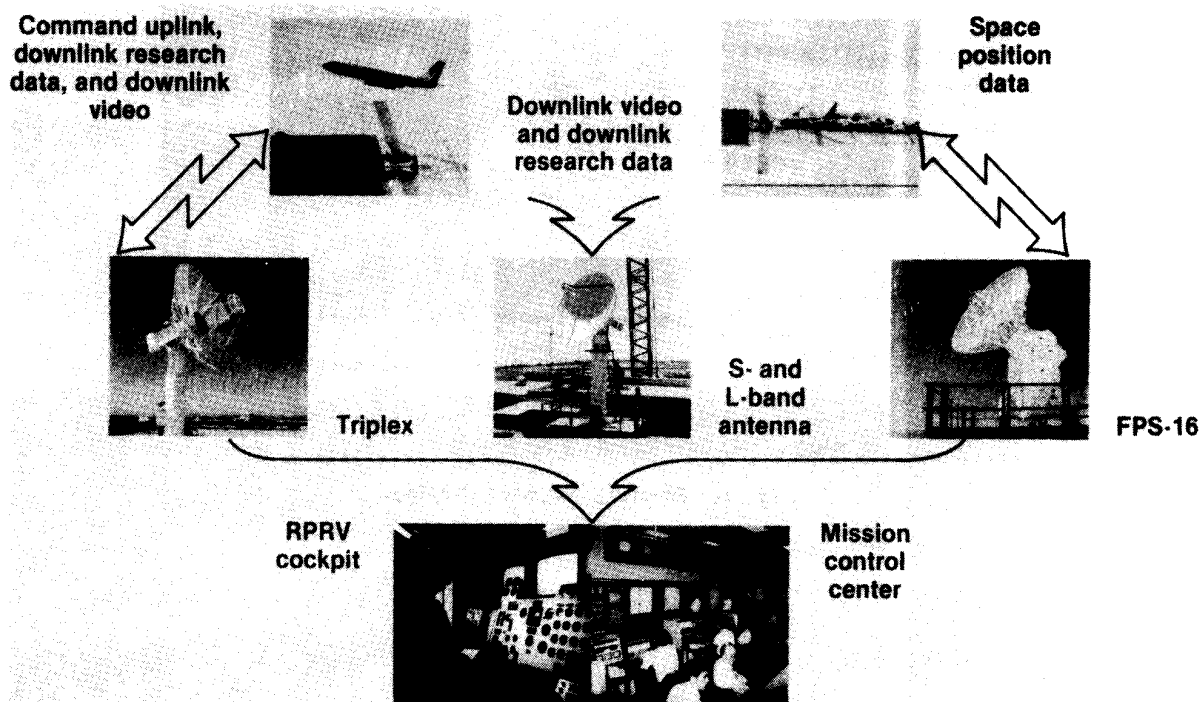 Command uplink,
downlink research
data, and downlink
video
Downlink video
and downlink
research data
Space
position
data
Triplex
S- and
L-band
antenna
FPS-16
RPRV
cockpit
Mission
control
center